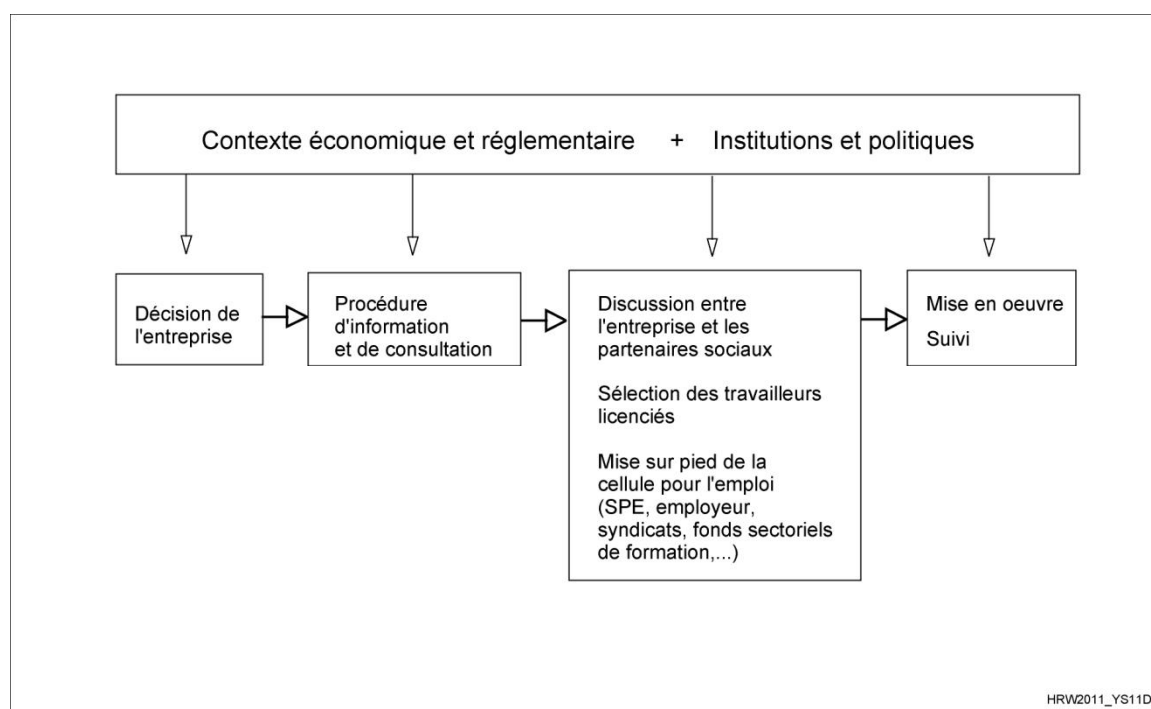 Contexte économique et réglementaire + Institutions et politiques
Décision de
l'entreprise
Procédure
d'information
et de consultation
Discussion entre
l'entreprise et les
partenaires sociaux
Sélection des travailleurs
licenciés
Mise sur pied de la
cellule pour l'emploi
(SPE, employeur,
syndicats, fonds sectoriels
de formation,...)
Mise en oeuvre
Suivi
HRW2011_YS11D